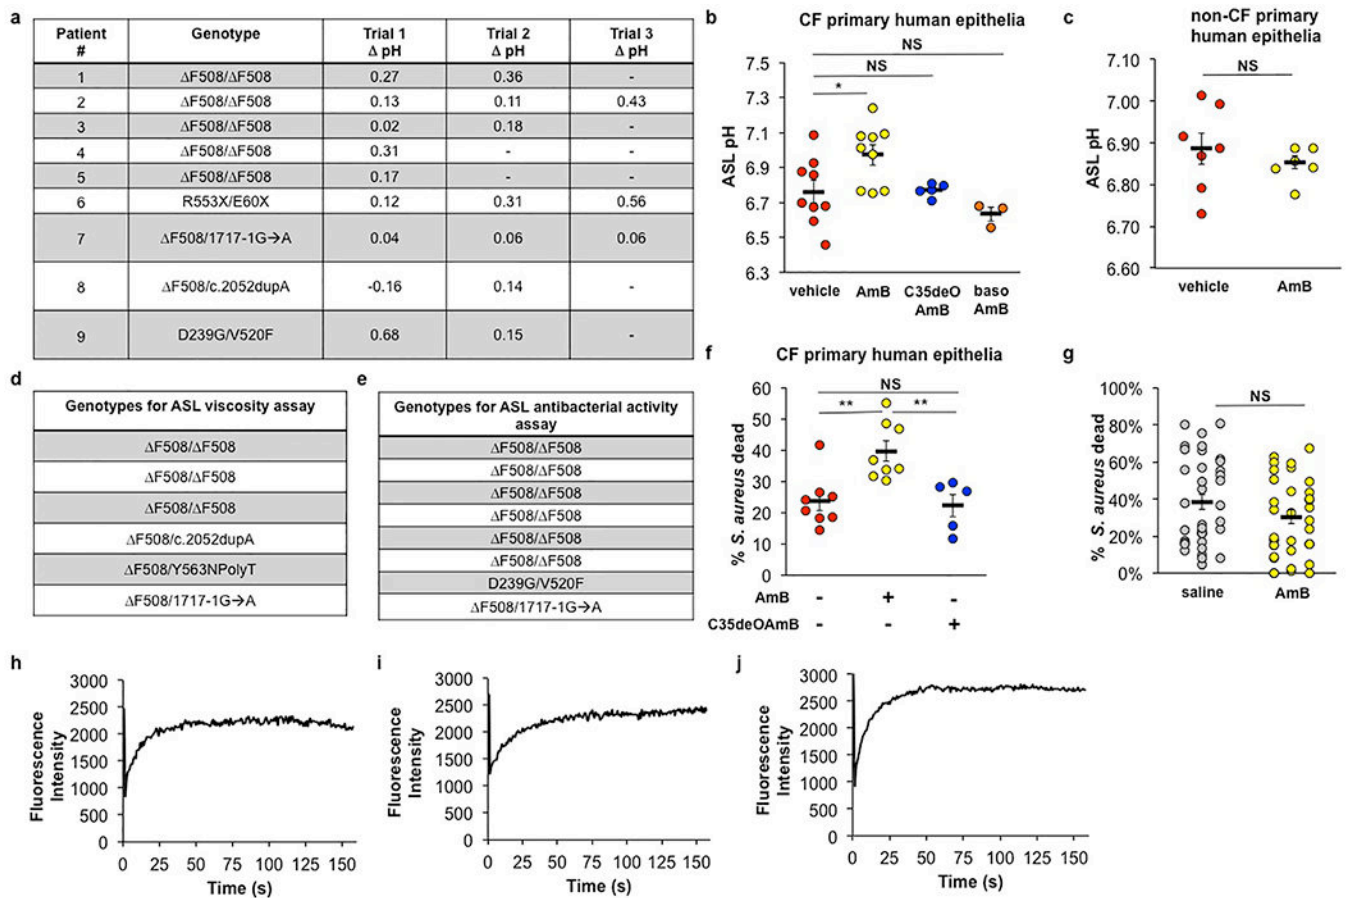 a
Patient # Genotype Trial 1 Δ pH Trial 2 Δ pH Trial 3 Δ pH
1 ΔF508/ΔF508 0.27 0.36 -
2 ΔF508/ΔF508 0.13 0.11 0.43
3 ΔF508/ΔF508 0.02 0.18 -
4 ΔF508/ΔF508 0.31 - -
5 ΔF508/ΔF508 0.17 - -
6 R553X/E60X 0.12 0.31 0.56
7 ΔF508/1717-1G→A 0.04 0.06 0.06
8 ΔF508/c.2052dupA -0.16 0.14 -
9 D239G/V520F 0.68 0.15 -
b
CF primary human epithelia
NS
NS
*
ASL pH
7.5
7.3
7.1
6.9
6.7
6.5
6.3
vehicle AmB C35deO AmB baso AmB
c
non-CF primary
human epithelia
NS
ASL pH
7.10
7.00
6.90
6.80
6.70
6.60
vehicle AmB
d
Genotypes for ASL viscosity assay
ΔF508/ΔF508
ΔF508/ΔF508
ΔF508/ΔF508
ΔF508/c.2052dupA
ΔF508/Y563NPolyT
ΔF508/1717-1G→A
e
Genotypes for ASL antibacterial activity
assay
ΔF508/ΔF508
ΔF508/ΔF508
ΔF508/ΔF508
ΔF508/ΔF508
ΔF508/ΔF508
ΔF508/ΔF508
D239G/V520F
ΔF508/1717-1G→A
f
CF primary human epithelia
NS
** **
% S. aureus dead
60
50
40
30
20
10
0
AmB - + -
C35deOAmB - - +
g
NS
% S. aureus dead
100%
80%
60%
40%
20%
0%
saline AmB
h
Fluorescence
Intensity
3000
2500
2000
1500
1000
500
0
0 25 50 75 100 125 150
Time (s)
i
Fluorescence
Intensity
3000
2500
2000
1500
1000
500
0
0 25 50 75 100 125 150
Time (s)
j
Fluorescence
Intensity
3000
2500
2000
1500
1000
500
0
0 25 50 75 100 125 150
Time (s)